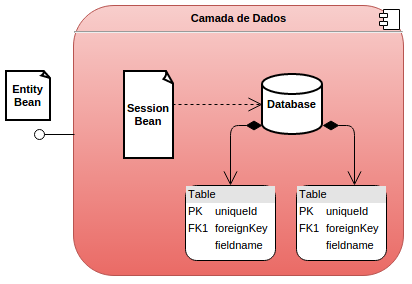 Camada de Dados
Entity
Bean
Session
Bean
Database
Table
PK uniqueId
FK1 foreignKey
fieldname
Table
PK uniqueId
FK1 foreignKey
fieldname